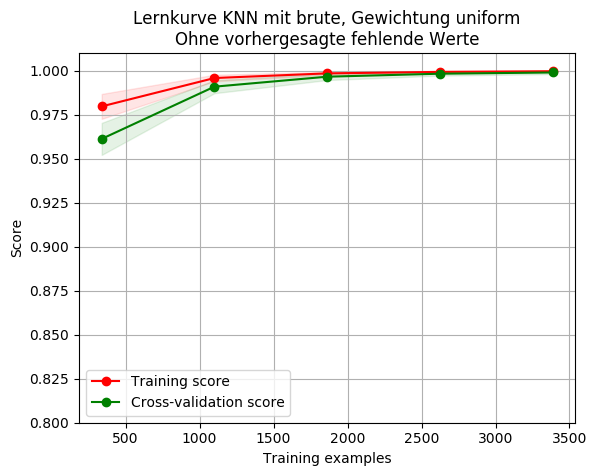 Lernkurve KNN mit brute, Gewichtung uniform
Ohne vorhergesagte fehlende Werte
1.000
0.975
0.950
0.925
0.900
0.875
0.850
0.825
0.800
Score
Training score
Cross-validation score
500
1000
1500
2000
2500
3000
3500
Training examples